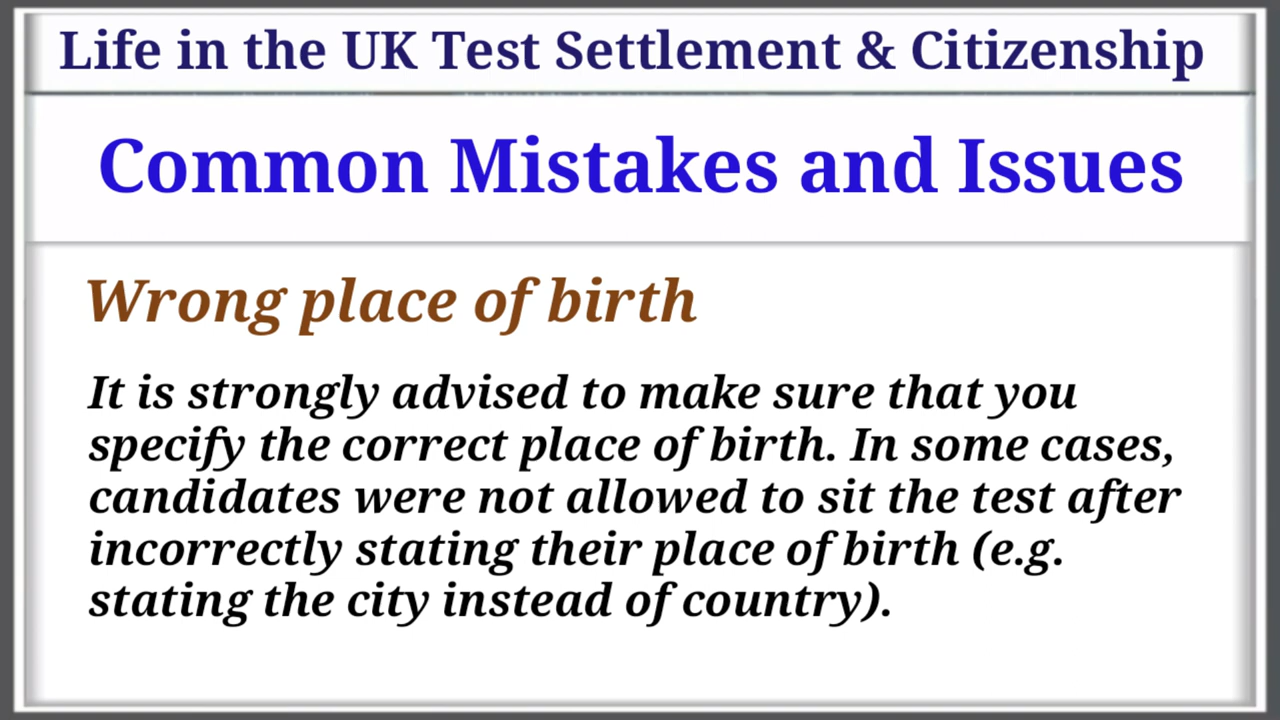 Life in the UK Test Settlement & Citizenship
Common Mistakes and Issues
Wrong place of birth
It is strongly advised to make sure that you
specify the correct place of birth. In some cases,
candidates were not allowed to sit the test after
incorrectly stating their place of birth (e.g.
stating the city instead of country).